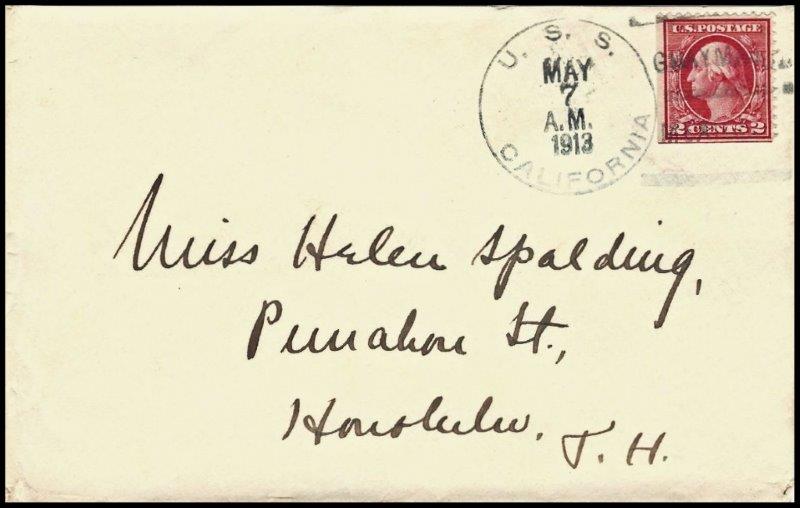 U. S. S.
MAY
7
A.M.
1913
CALIFORNIA
U.S. POSTAGE
2 CENTS 2
Miss Helen Spalding,
Punahou St.,
Honolulu. T. H.